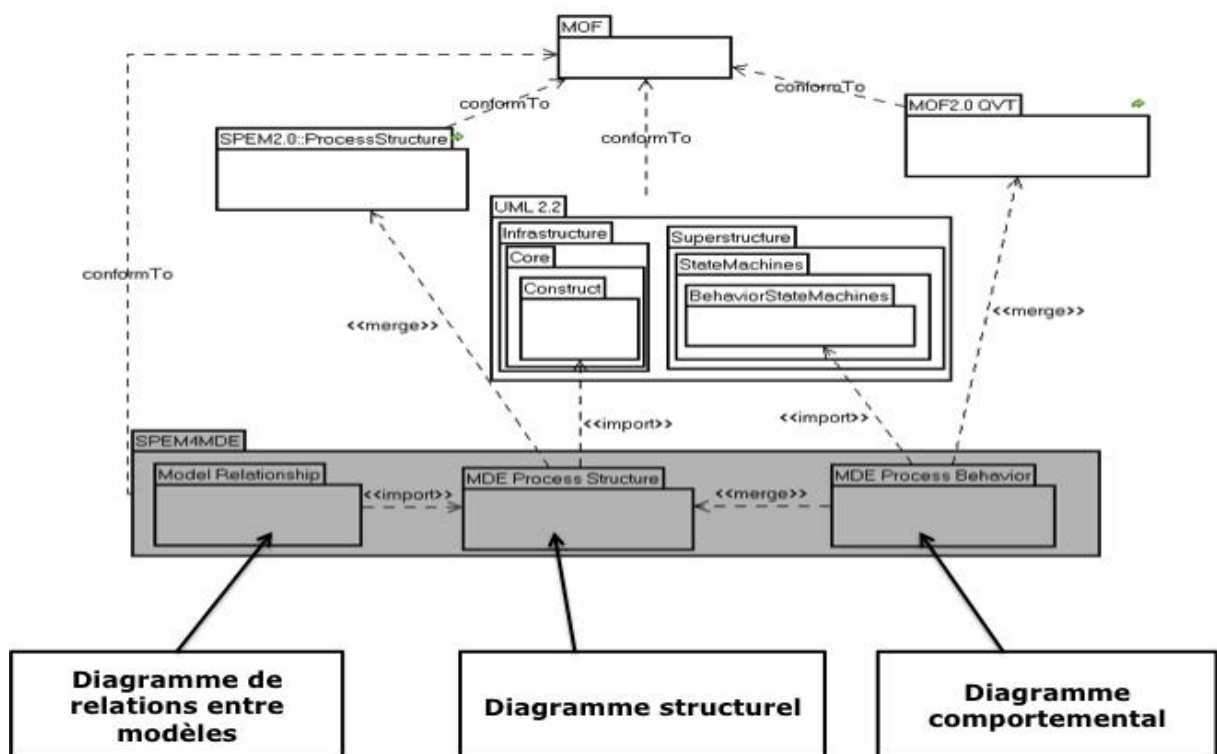 MOF
conformTo
conformTo
MOF2.0 QVT
SPEM2.0::ProcessStructure
conformTo
UML 2.2
Infrastructure
Superstructure
Core
StateMachines
conformTo
Construct
BehaviorStateMachines
<<merge>>
<<merge>>
<<import>>
<<import>>
SPEM4MDE
Model Relationship
MDE Process Structure
MDE Process Behavior
<<import>>
<<merge>>
Diagramme de
relations entre
modèles
Diagramme structurel
Diagramme
comportemental